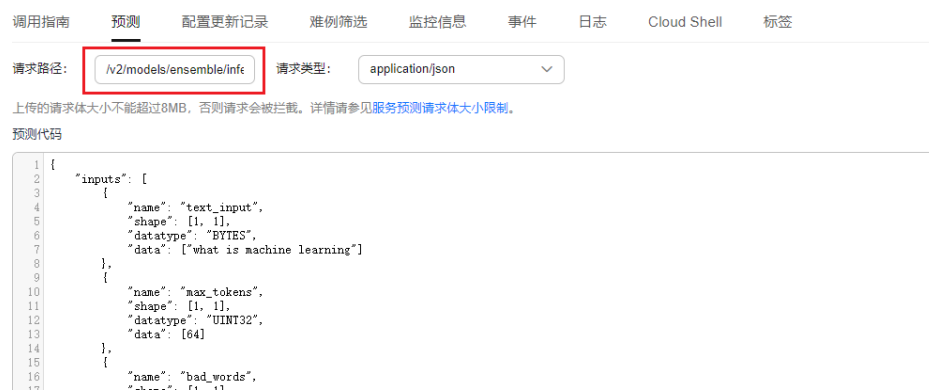 调用指南 预测 配置更新记录 难例筛选 监控信息 事件 日志 Cloud Shell 标签
请求路径： /v2/models/ensemble/infe 请求类型： application/json
上传的请求体大小不能超过8MB，否则请求会被拦截。详情请参见服务预测请求体大小限制。
预测代码
1 {
2 "inputs": [
3 {
4 "name": "text_input",
5 "shape": [1, 1],
6 "datatype": "BYTES",
7 "data": ["what is machine learning"]
8 },
9 {
10 "name": "max_tokens",
11 "shape": [1, 1],
12 "datatype": "UINT32",
13 "data": [64]
14 },
15 {
16 "name": "bad_words",
17 "shape": [1, 1]